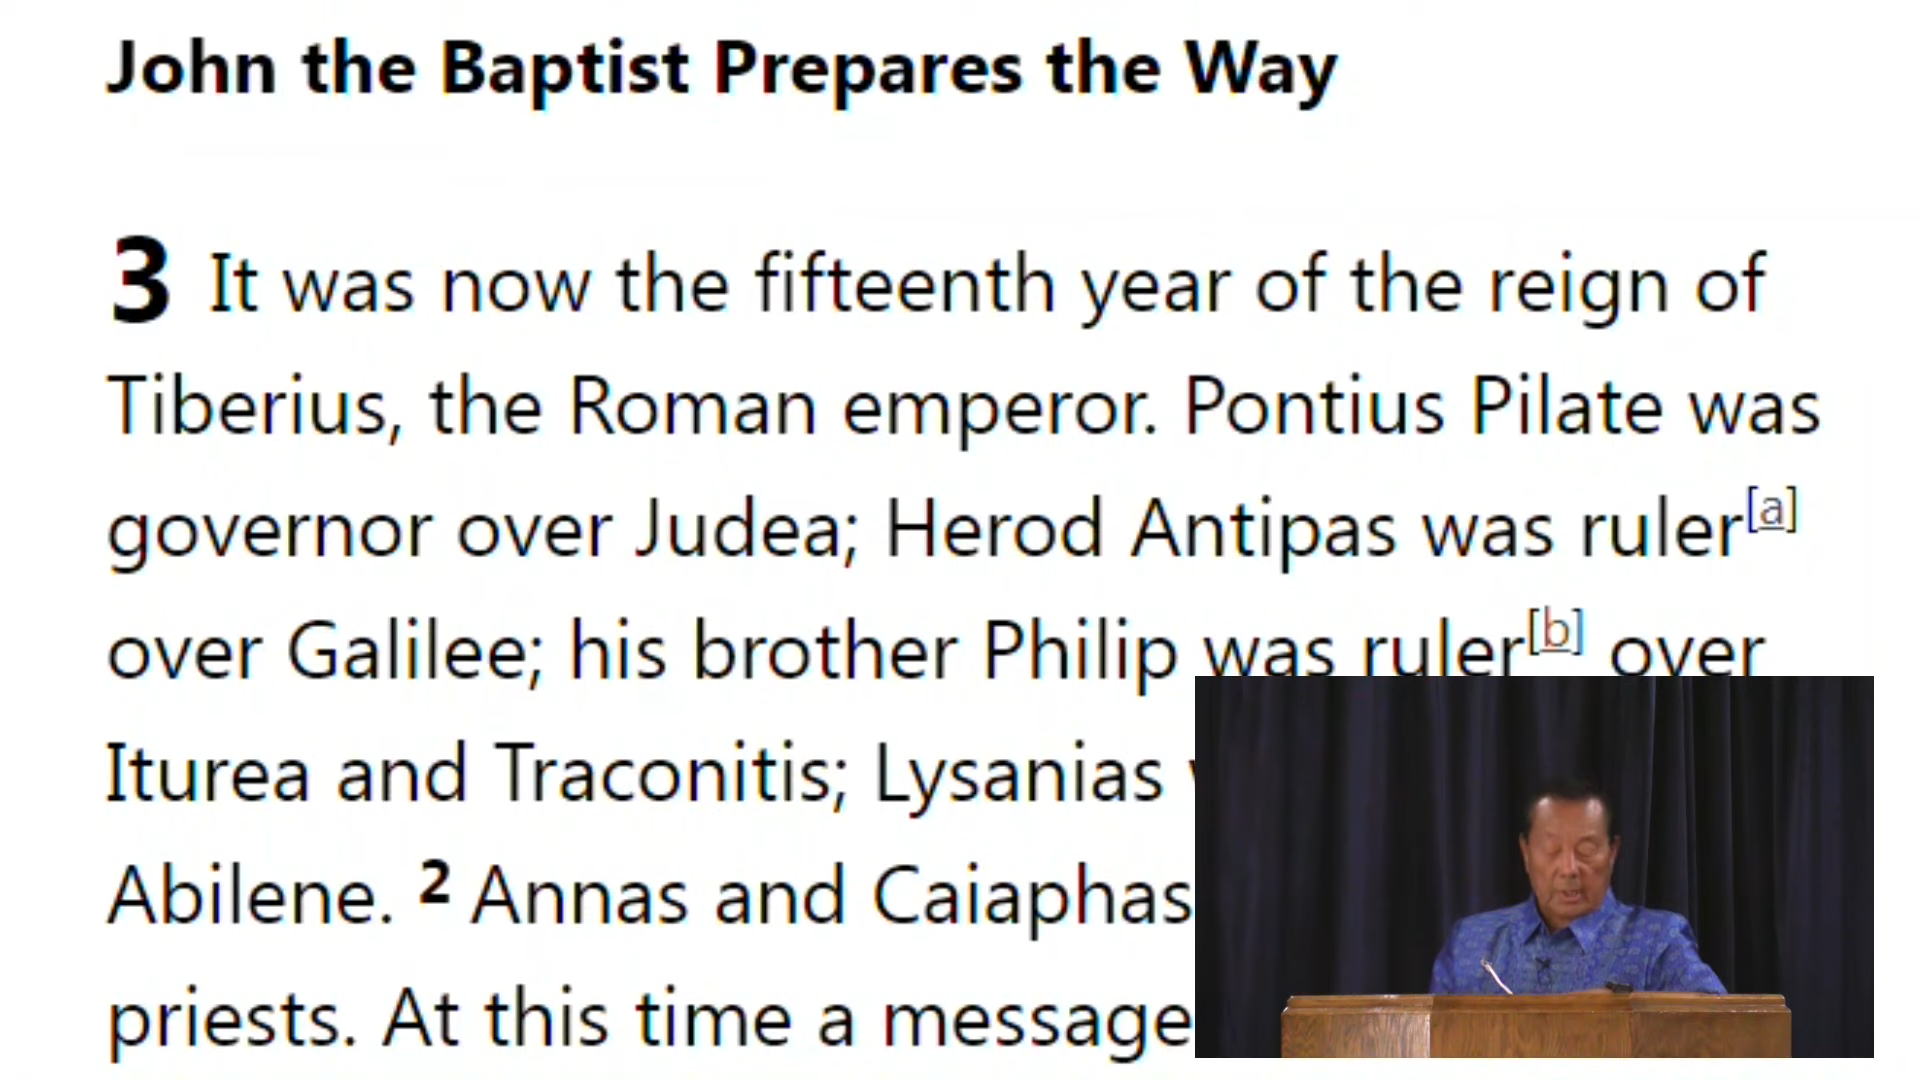 John the Baptist Prepares the Way
3 It was now the fifteenth year of the reign of
Tiberius, the Roman emperor. Pontius Pilate was
governor over Judea; Herod Antipas was ruler[a]
over Galilee; his brother Philip was ruler[b] over
Iturea and Traconitis; Lysanias
Abilene. 2 Annas and Caiaphas
priests. At this time a message